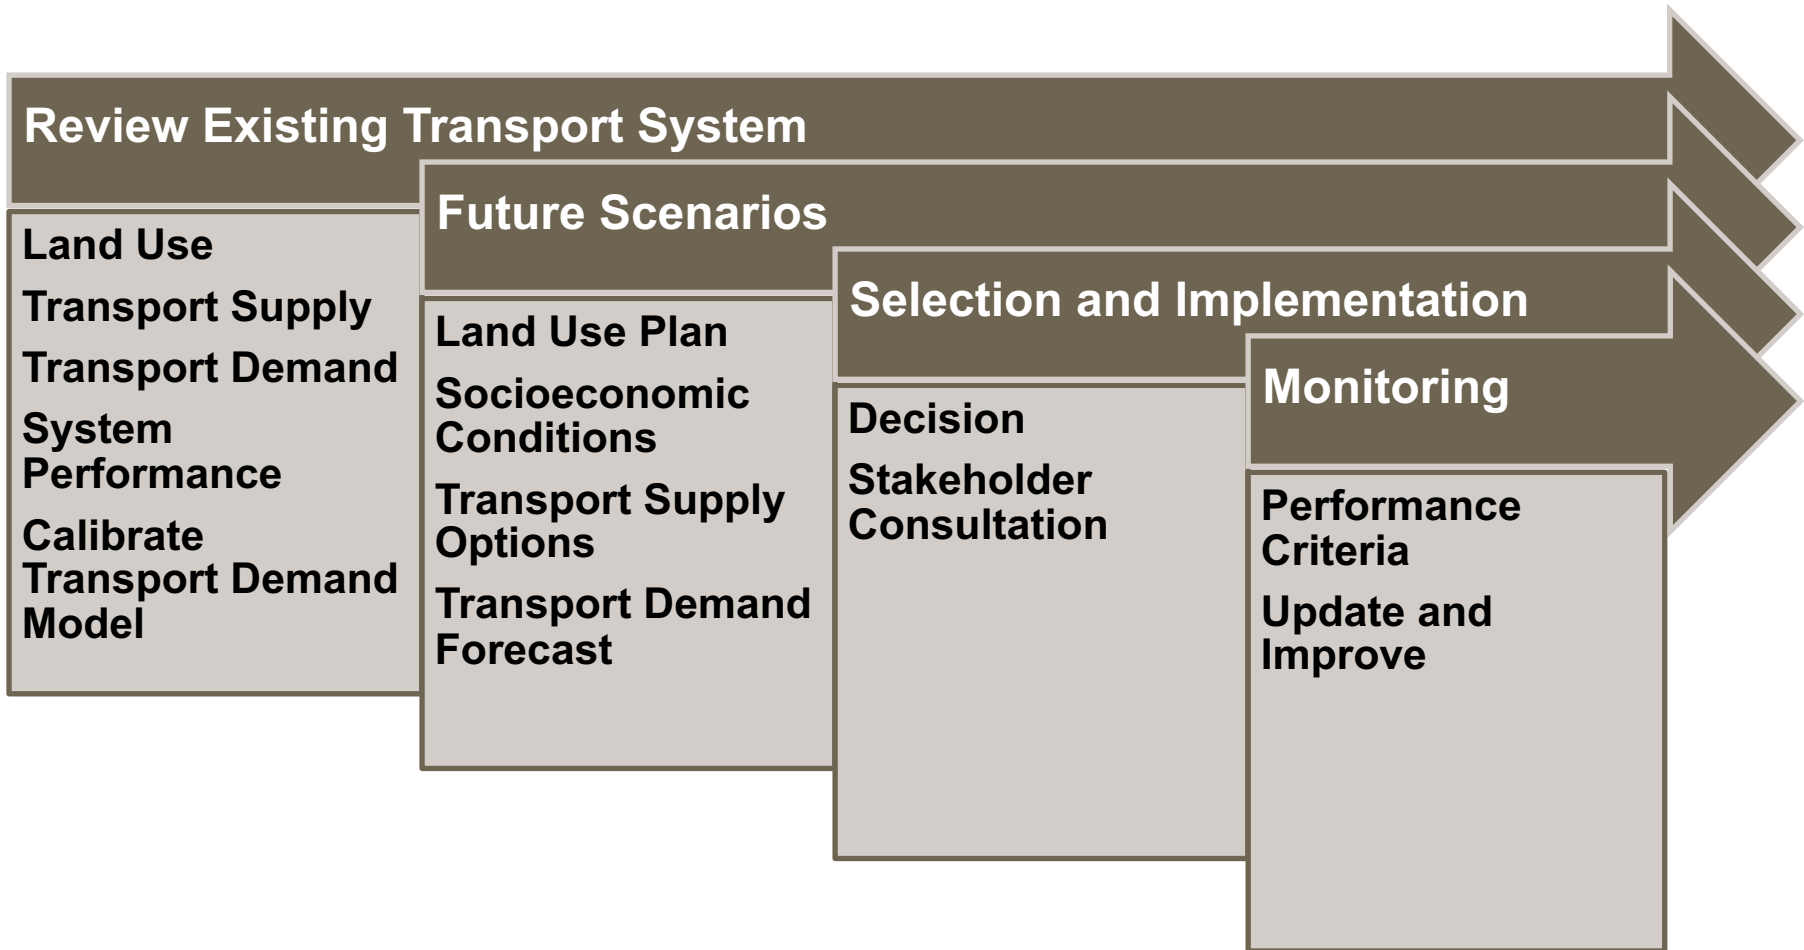 Review Existing Transport System
Land Use
Transport Supply
Transport Demand
System
Performance
Calibrate
Transport Demand
Model
Future Scenarios
Land Use Plan
Socioeconomic
Conditions
Transport Supply
Options
Transport Demand
Forecast
Selection and Implementation
Decision
Stakeholder
Consultation
Monitoring
Performance
Criteria
Update and
Improve